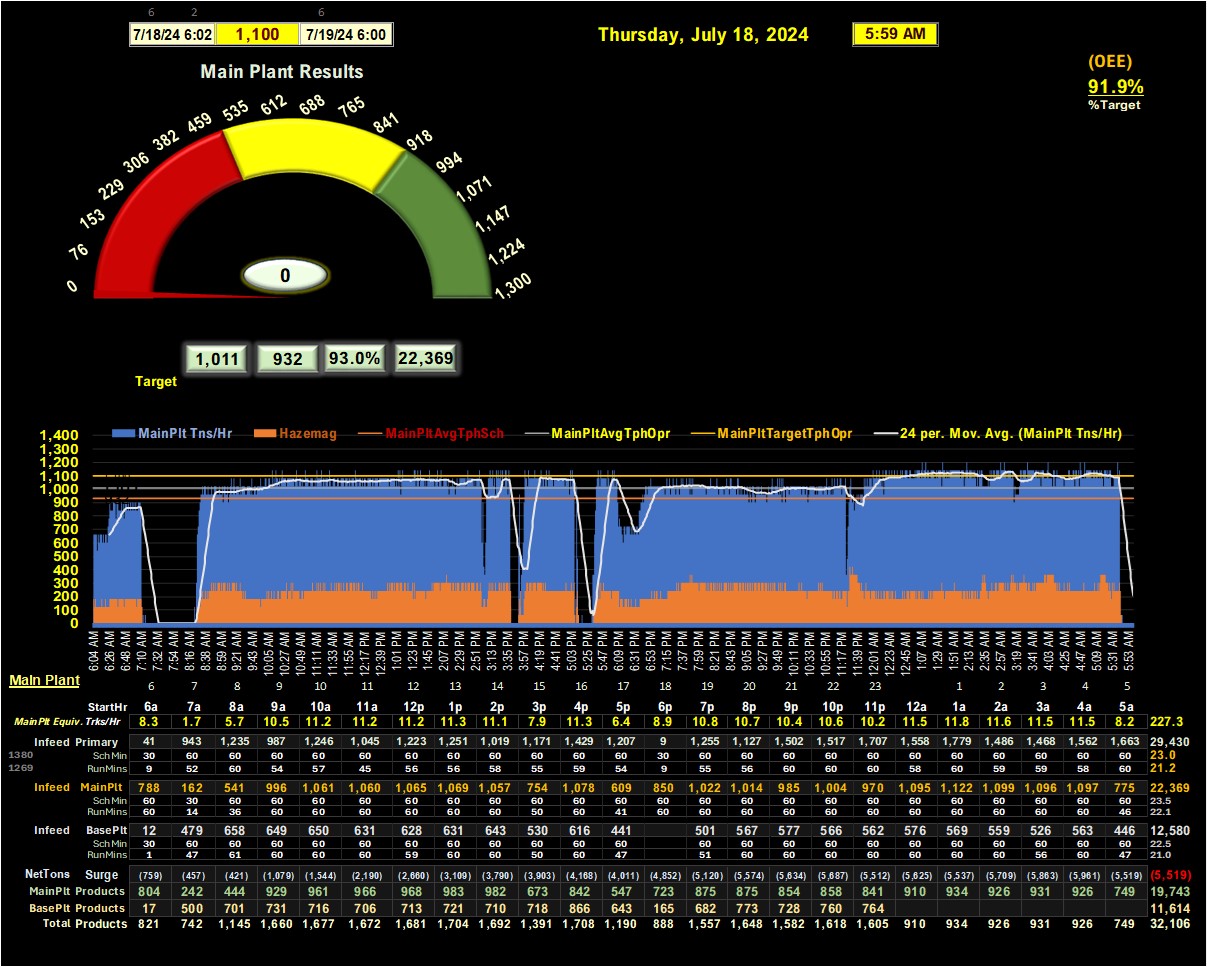 6 2 6
7/18/24 6:02 1,100 7/19/24 6:00 Thursday, July 18, 2024 5:59 AM
(OEE)
91.9%
%Target
Main Plant Results
0 76 153 229 306 382 459 535 612 688 765 841 918 994 1,071 1,147 1,224 1,300
0
1,011 932 93.0% 22,369
Target
MainPlt Tns/Hr Hazemag MainPltAvgTphSch MainPltAvgTphOpr MainPltTargetTphOpr 24 per. Mov. Avg. (MainPlt Tns/Hr)
1,400
1,300
1,200
1,100
1,000
900
800
700
600
500
400
300
200
100
0
6:04 AM 6:26 AM 6:48 AM 7:10 AM 7:32 AM 7:54 AM 8:16 AM 8:38 AM 8:59 AM 9:21 AM 9:43 AM 10:05 AM 10:27 AM 10:49 AM 11:11 AM 11:33 AM 11:55 AM 12:17 PM 12:39 PM 1:01 PM 1:23 PM 1:45 PM 2:07 PM 2:29 PM 2:51 PM 3:13 PM 3:35 PM 3:57 PM 4:19 PM 4:41 PM 5:03 PM 5:25 PM 5:47 PM 6:09 PM 6:31 PM 6:53 PM 7:15 PM 7:37 PM 7:59 PM 8:21 PM 8:43 PM 9:05 PM 9:27 PM 9:49 PM 10:11 PM 10:33 PM 10:55 PM 11:17 PM 11:39 PM 12:01 AM 12:23 AM 12:45 AM 1:07 AM 1:29 AM 1:51 AM 2:13 AM 2:35 AM 2:57 AM 3:19 AM 3:41 AM 4:03 AM 4:25 AM 4:47 AM 5:09 AM 5:31 AM 5:53 AM
Main Plant
6 7 8 9 10 11 12 13 14 15 16 17 18 19 20 21 22 23 1 2 3 4 5
StartHr 6a 7a 8a 9a 10a 11a 12p 1p 2p 3p 4p 5p 6p 7p 8p 9p 10p 11p 12a 1a 2a 3a 4a 5a
MainPlt Equiv. Trks/Hr 8.3 1.7 5.7 10.5 11.2 11.2 11.2 11.3 11.1 7.9 11.3 6.4 8.9 10.8 10.7 10.4 10.6 10.2 11.5 11.8 11.6 11.5 11.5 8.2 227.3
Infeed Primary 41 943 1,235 987 1,246 1,045 1,223 1,251 1,019 1,171 1,429 1,207 9 1,255 1,127 1,502 1,517 1,707 1,558 1,779 1,486 1,468 1,562 1,663 29,430
1380 Sch Min 30 60 60 60 60 60 60 60 60 60 60 60 30 60 60 60 60 60 60 60 60 60 60 60 23.0
1269 RunMins 9 52 60 54 57 45 56 56 58 55 59 54 9 55 56 60 60 60 58 60 59 59 58 60 21.2
Infeed MainPlt 788 162 541 996 1,061 1,060 1,065 1,069 1,057 754 1,078 609 850 1,022 1,014 985 1,004 970 1,095 1,122 1,099 1,096 1,097 775 22,369
Sch Min 60 30 60 60 60 60 60 60 60 60 60 60 60 60 60 60 60 60 60 60 60 60 60 60 23.5
RunMins 60 14 36 60 60 60 60 60 58 50 60 41 60 60 60 60 60 60 60 60 60 60 60 46 22.1
Infeed BasePlt 12 479 658 649 650 631 628 631 643 530 616 441 501 567 577 566 562 576 569 559 526 563 446 12,580
Sch Min 30 60 60 60 60 60 60 60 60 60 60 60 60 60 60 60 60 60 60 60 60 60 60 22.5
RunMins 1 47 61 60 60 60 59 60 60 50 60 47 51 60 60 60 60 60 60 60 56 60 47 21.0
NetTons Surge (759) (457) (421) (1,079) (1,544) (2,190) (2,660) (3,109) (3,790) (3,903) (4,168) (4,011) (4,852) (5,120) (5,574) (5,634) (5,687) (5,512) (5,625) (5,537) (5,709) (5,863) (5,961) (5,519) (5,519)
MainPlt Products 804 242 444 929 961 966 968 983 982 673 842 547 723 875 875 854 858 841 910 934 926 931 926 749 19,743
BasePlt Products 17 500 701 731 716 706 713 721 710 718 866 643 165 682 773 728 760 764 11,614
Total Products 821 742 1,145 1,660 1,677 1,672 1,681 1,704 1,692 1,391 1,708 1,190 888 1,557 1,648 1,582 1,618 1,605 910 934 926 931 926 749 32,106